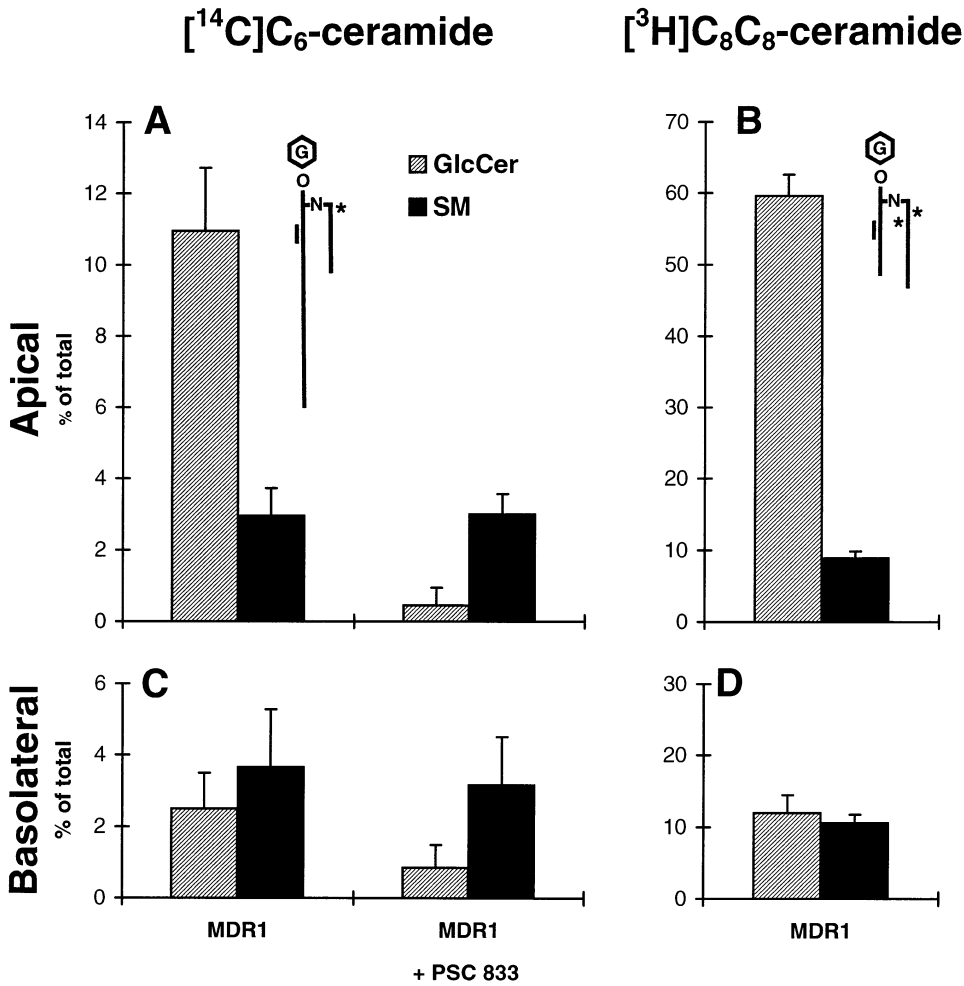 [¹⁴C]C₆-ceramide
[³H]C₈C₈-ceramide
A
14
12
10
8
6
4
2
0
Apical
% of total
G
O
N
*
GlcCer
SM
B
70
60
50
40
30
20
10
0
G
O
N
*
*
C
6
4
2
0
Basolateral
% of total
MDR1
MDR1
+ PSC 833
D
30
20
10
0
MDR1